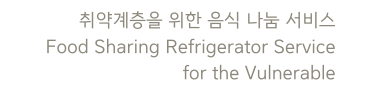 취약계층을 위한 음식 나눔 서비스
Food Sharing Refrigerator Service
for the Vulnerable